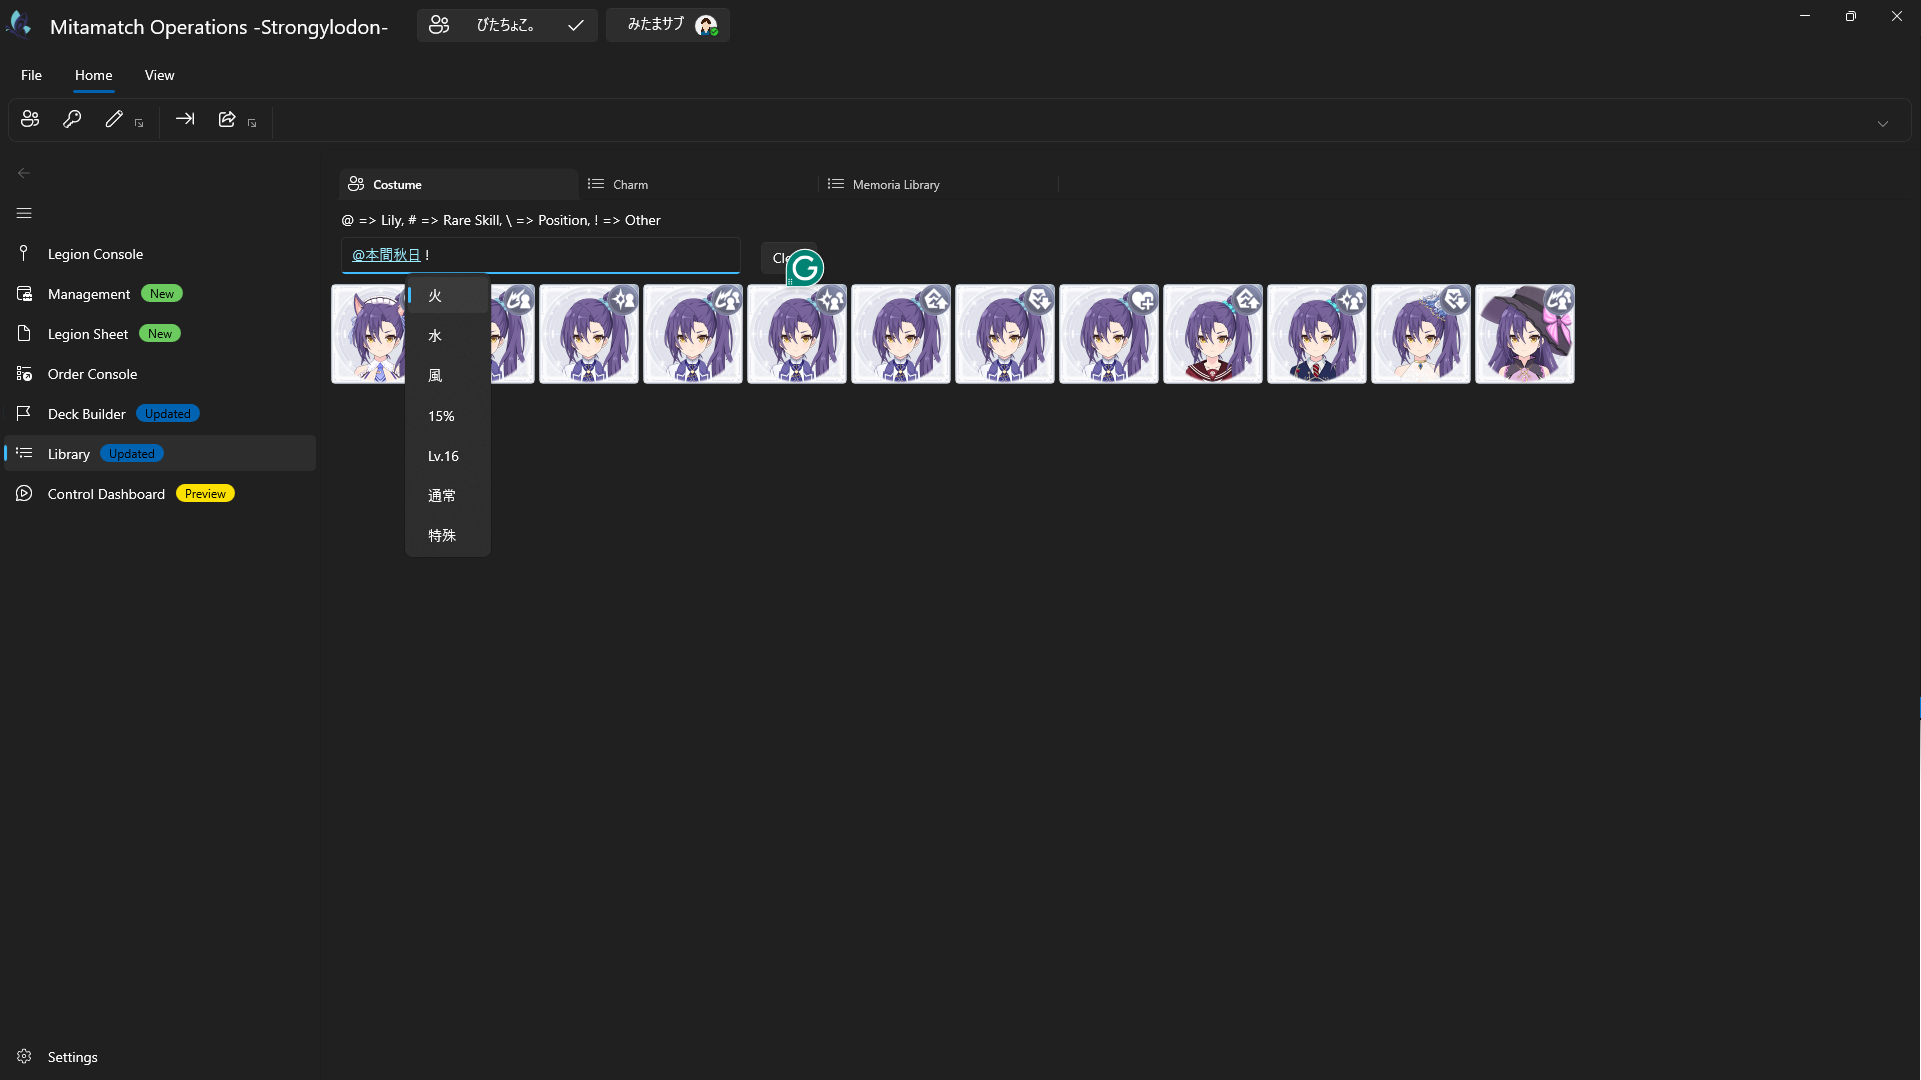 Mitamatch Operations -Strongylodon-
ぴたちょこ。
みたまサブ
File
Home
View
Costume
Charm
Memoria Library
@ => Lily, # => Rare Skill, \ => Position, ! => Other
@本間秋日 !
Cle
G
火
水
風
15%
Lv.16
通常
特殊
Legion Console
Management New
Legion Sheet New
Order Console
Deck Builder Updated
Library Updated
Control Dashboard Preview
Settings